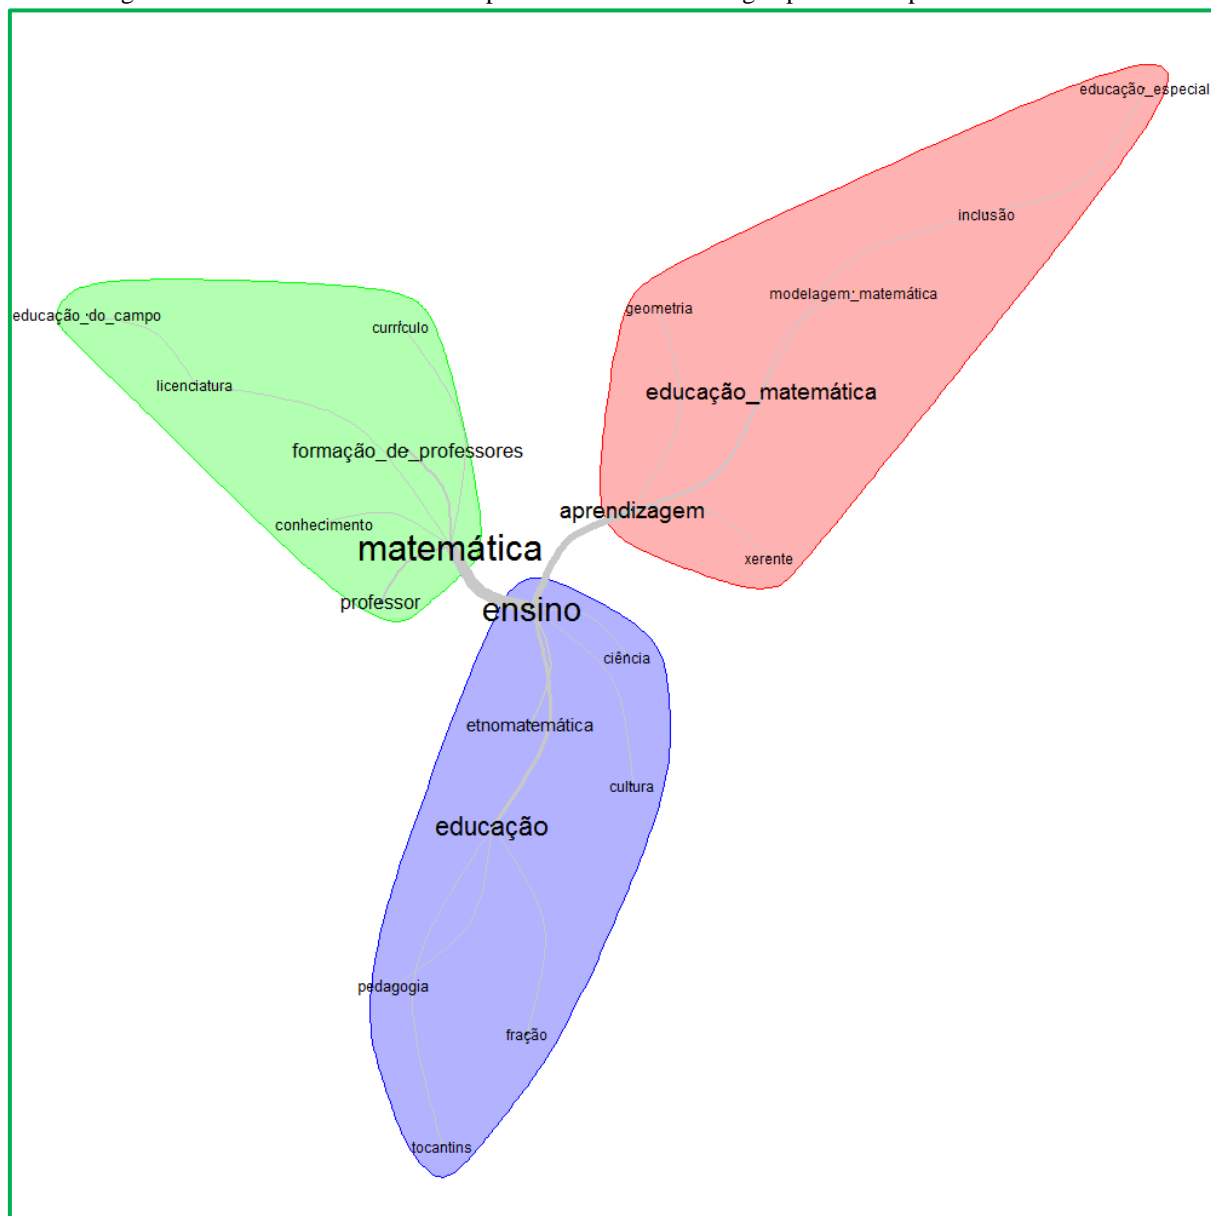 educação_especial
inclusão
modelagem_matemática
geometria
educação_do_campo
currículo
licenciatura
educação_matemática
formação_de_professores
aprendizagem
conhecimento
matemática
xerente
professor
ensino
ciência
etnomatemática
cultura
educação
pedagogia
fração
tocantins